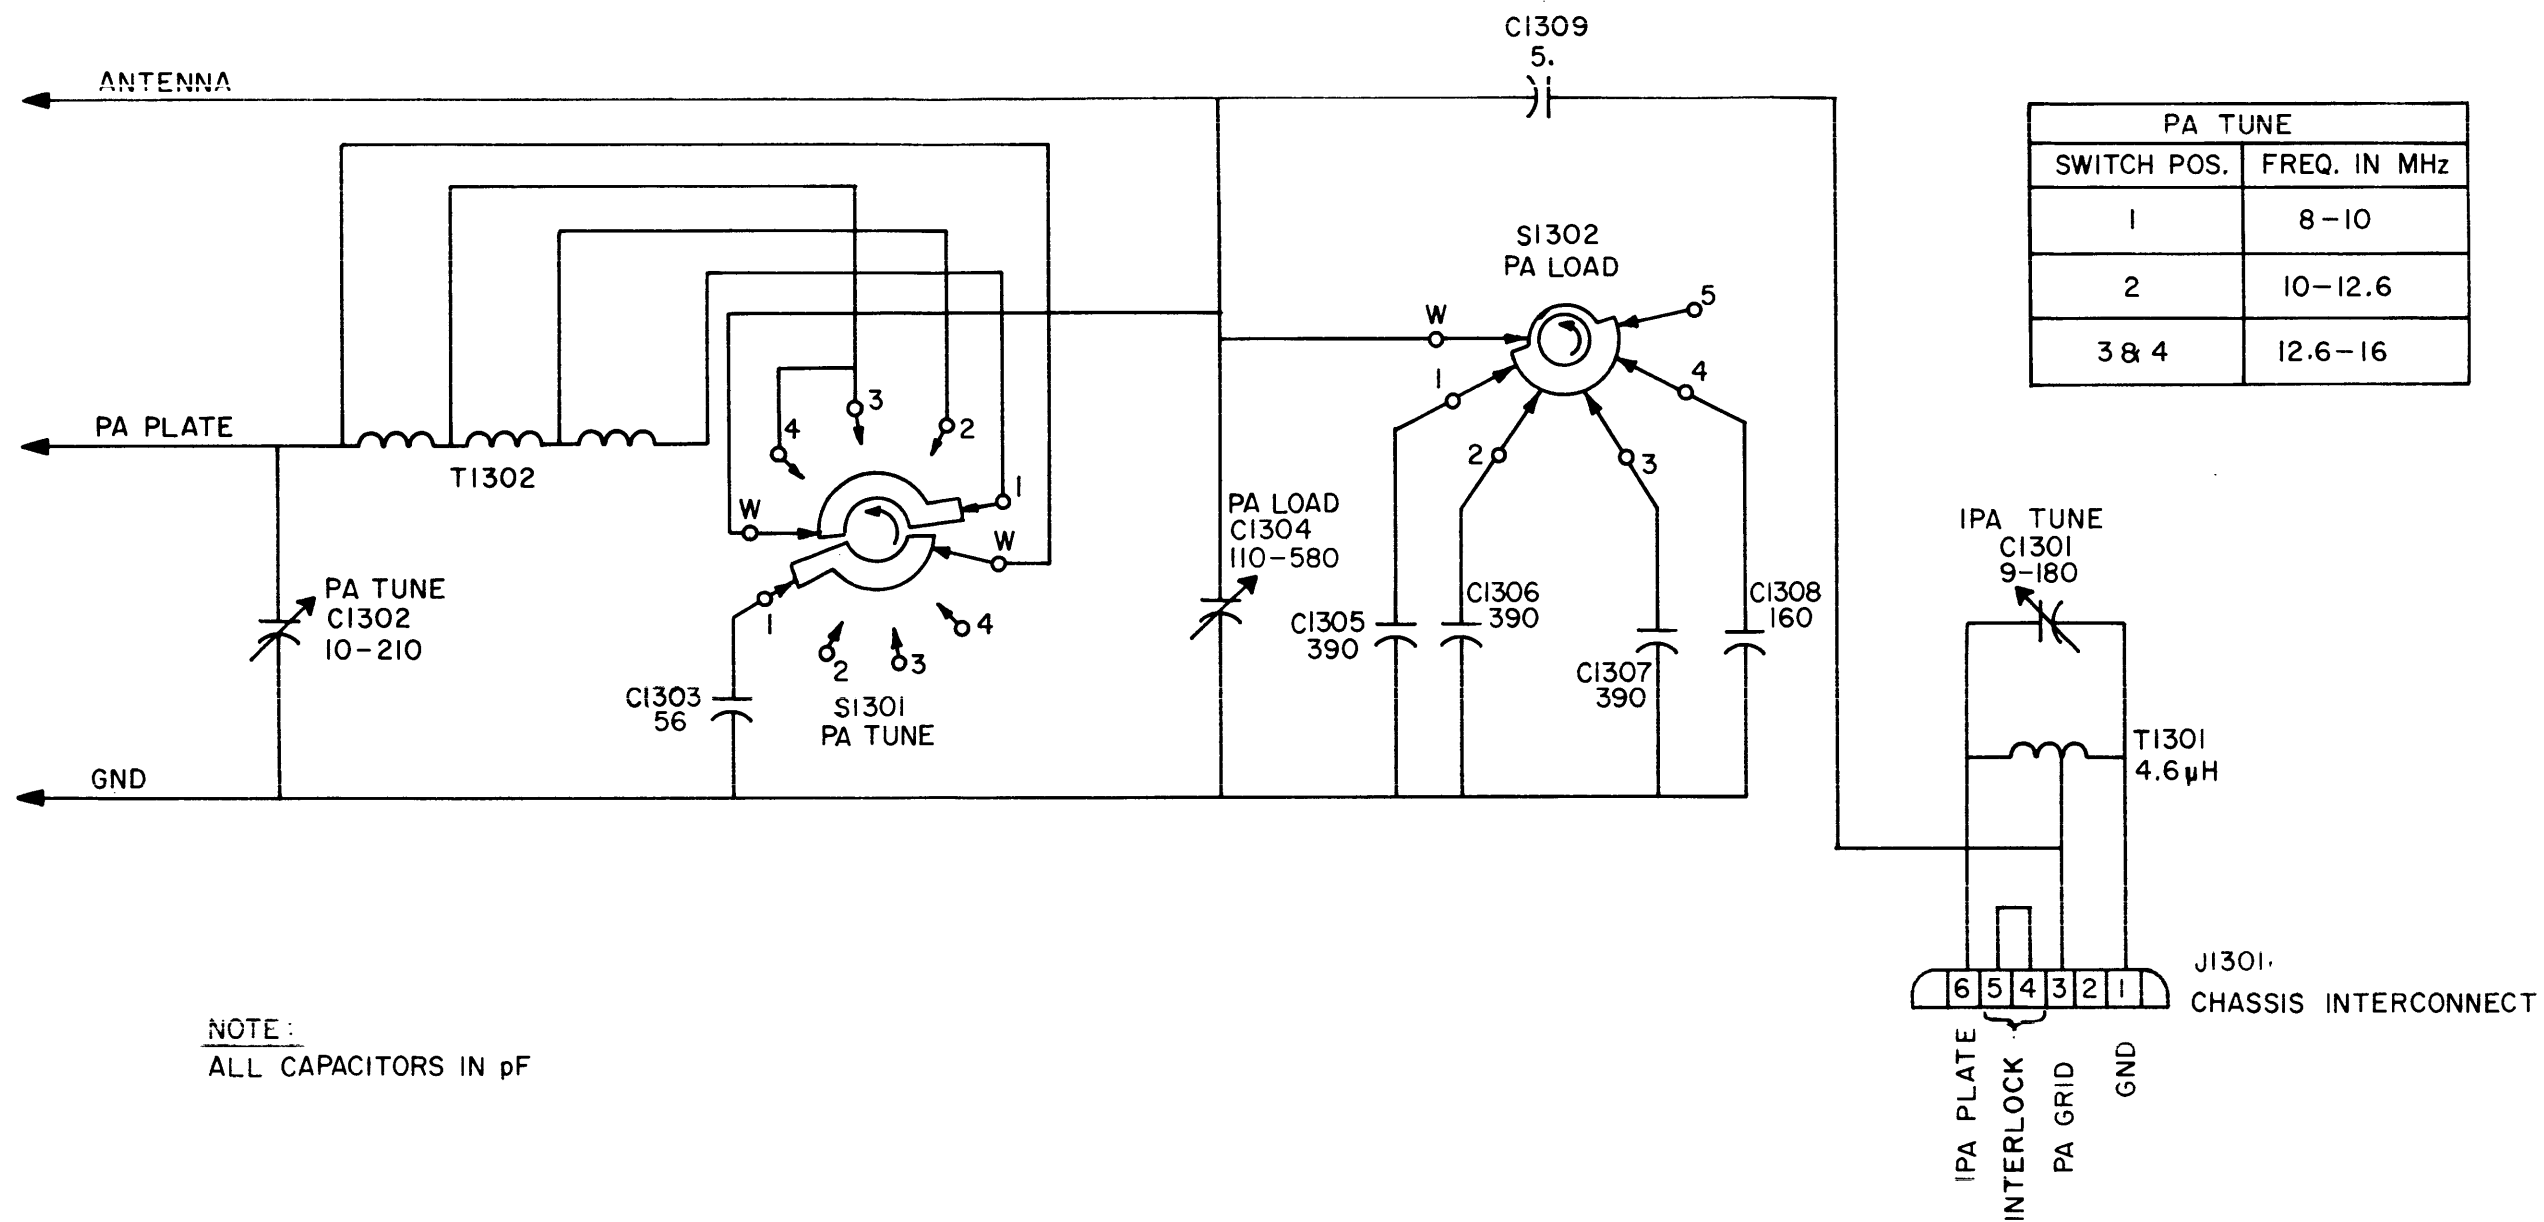 C1309
5.
ANTENNA
PA TUNE
SWITCH POS. FREQ. IN MHz
1 8-10
2 10-12.6
3 & 4 12.6-16
S1302
PA LOAD
W
5
1
4
2
3
PA PLATE
T1302
4
3
2
1
W
W
1
2
3
4
S1301
PA TUNE
PA TUNE
C1302
10-210
C1303
56
PA LOAD
C1304
110-580
C1305
390
C1306
390
C1307
390
C1308
160
IPA TUNE
C1301
9-180
T1301
4.6 µH
GND
J1301
CHASSIS INTERCONNECT
6 5 4 3 2 1
IPA PLATE
INTERLOCK
PA GRID
GND
NOTE:
ALL CAPACITORS IN pF